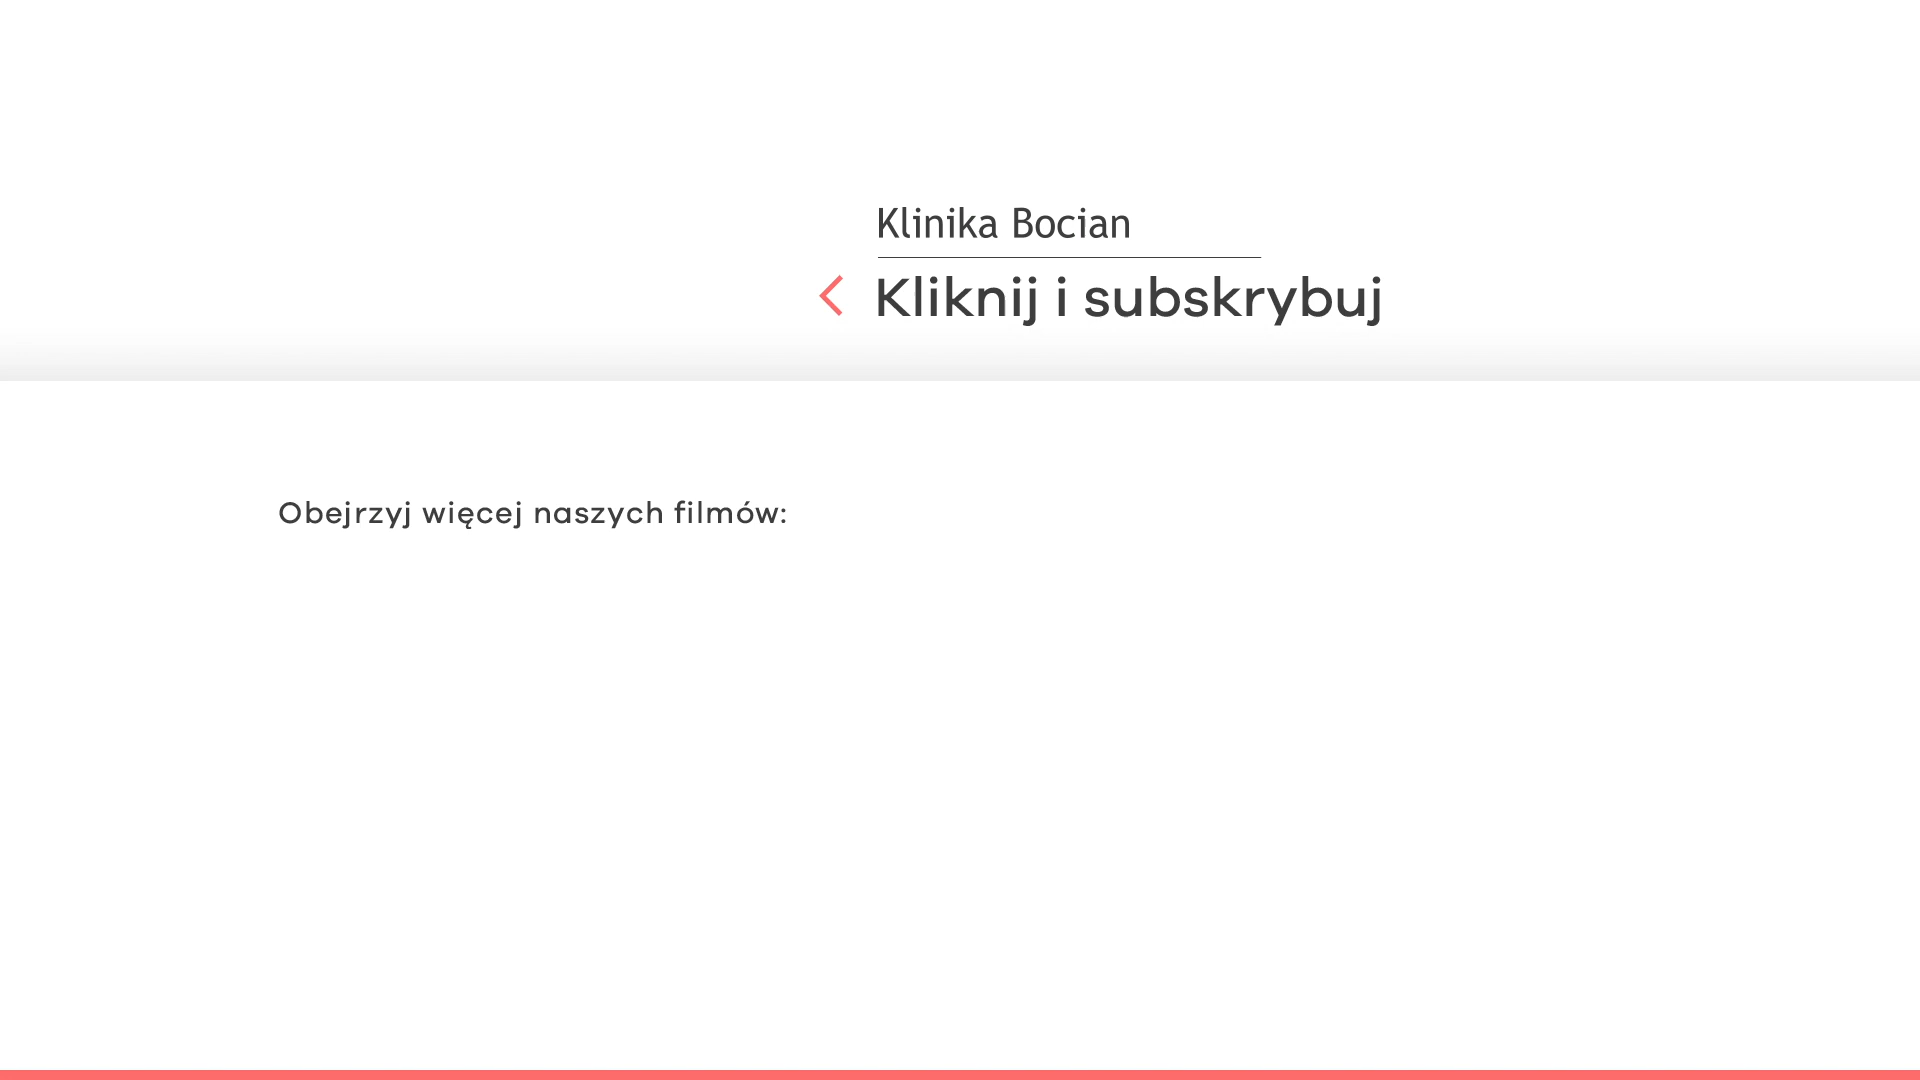 Klinika Bocian
Kliknij i subskrybuj
Obejrzyj więcej naszych filmów: